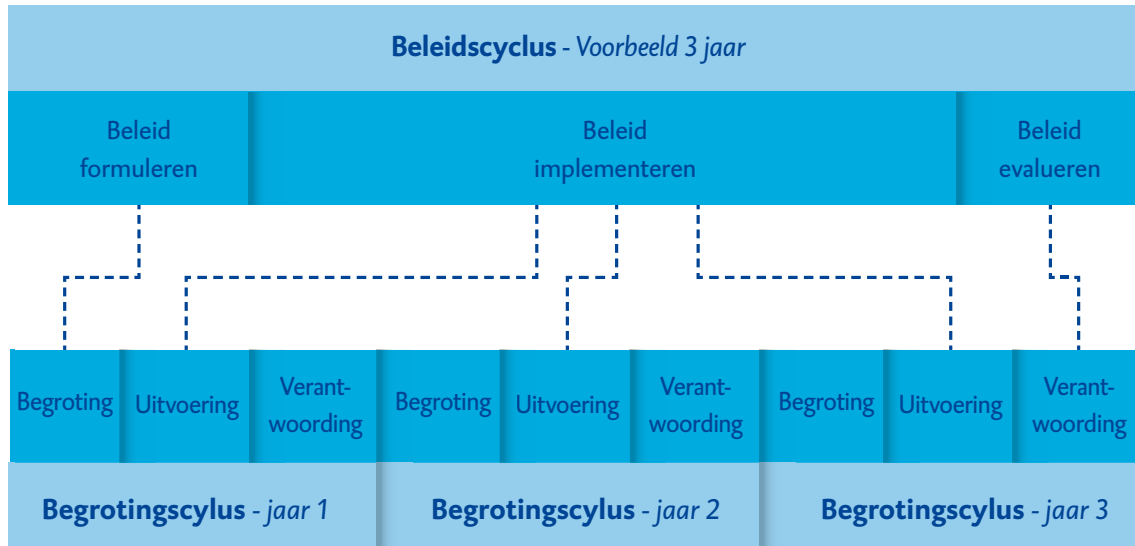 Beleidscyclus - Voorbeeld 3 jaar
Beleid
formuleren
Beleid
implementeren
Beleid
evalueren
Begroting
Uitvoering
Verant-
woording
Begroting
Uitvoering
Verant-
woording
Begroting
Uitvoering
Verant-
woording
Begrotingscylus - jaar 1
Begrotingscylus - jaar 2
Begrotingscylus - jaar 3